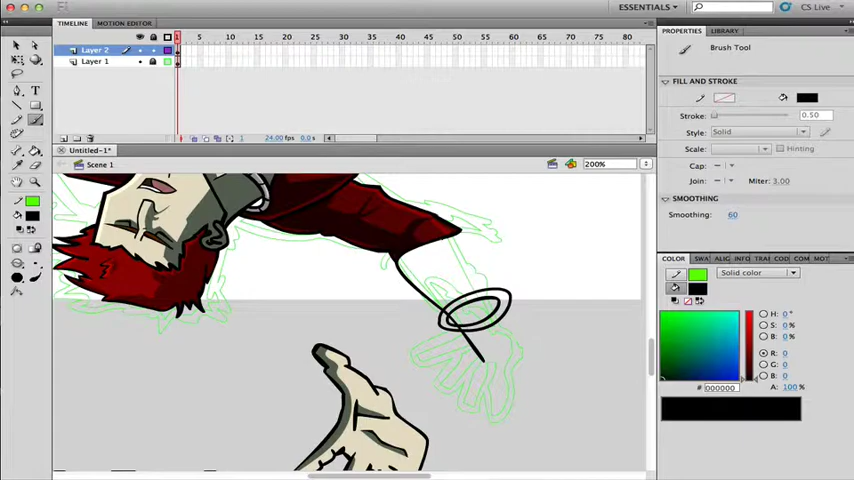 Fl
ESSENTIALS
CS Live
TIMELINE MOTION EDITOR
1 5 10 15 20 25 30 35 40 45 50 55 60 65 70 75 80
Layer 2
Layer 1
1 24.00 fps 0.0 s
Untitled-1*
Scene 1
200%
PROPERTIES LIBRARY
Brush Tool
FILL AND STROKE
Stroke: 0.50
Style: Solid
Scale: Hinting
Cap:
Join: Miter: 3.00
SMOOTHING
Smoothing: 60
COLOR SWA ALIG INFO TRA COD COM MOT
Solid color
H: 0 °
S: 0 %
B: 0 %
R: 0
G: 0
B: 0
# 000000 A: 100 %